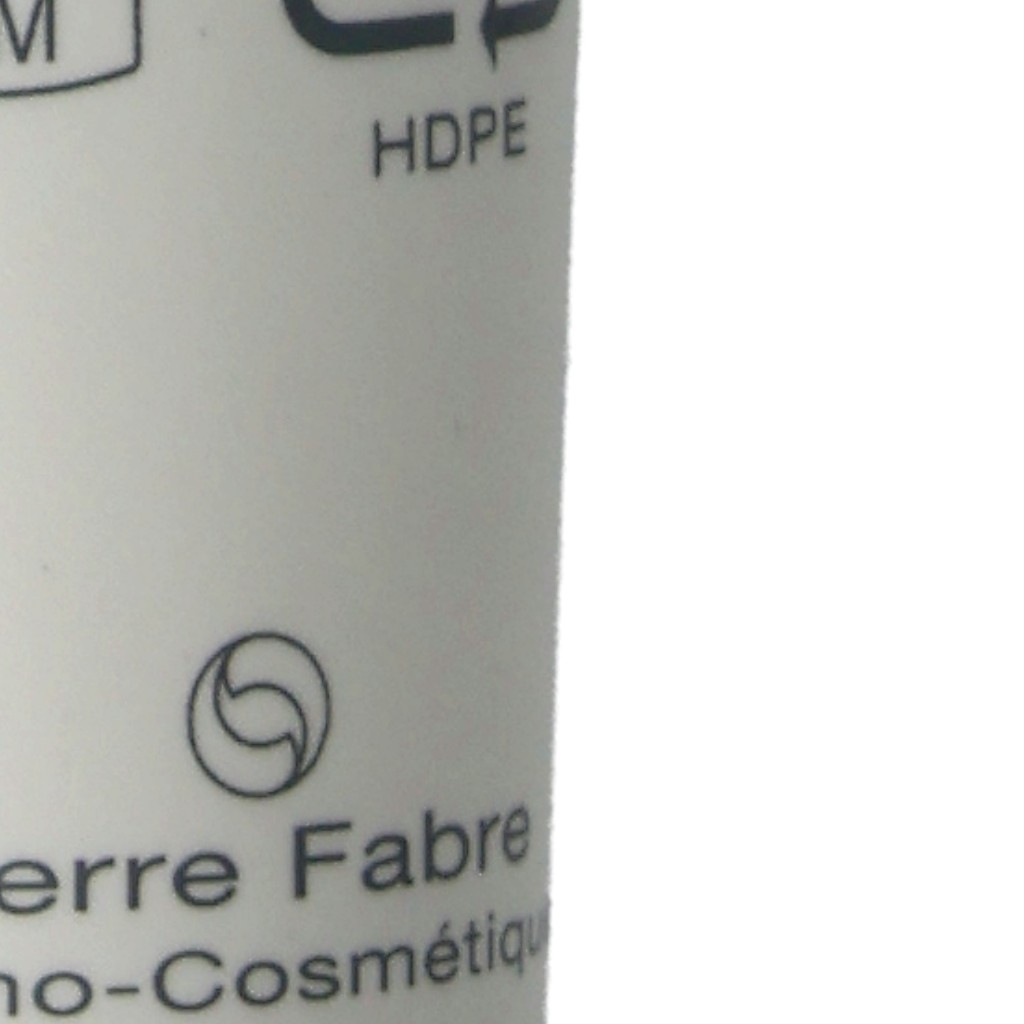 M
HDPE
erre Fabre
no-Cosmétiqu